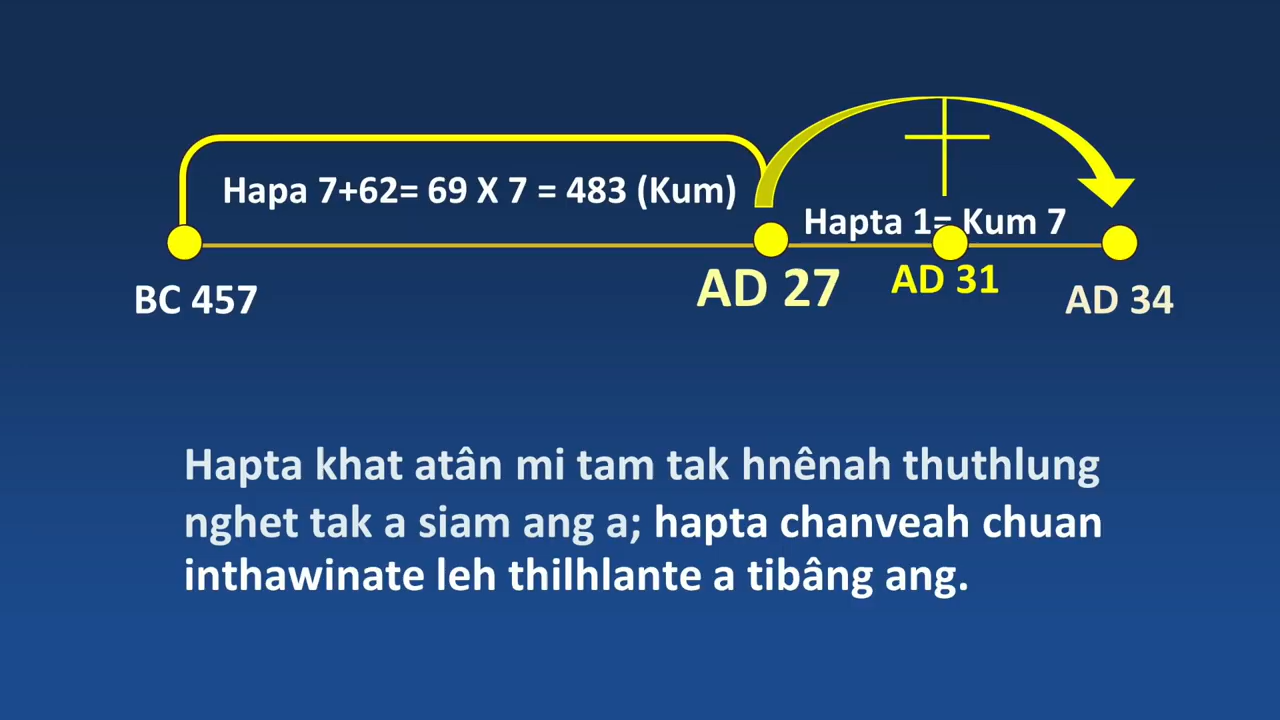 Hapa 7+62= 69 X 7 = 483 (Kum)
Hapta 1= Kum 7
BC 457
AD 27
AD 31
AD 34
Hapta khat atân mi tam tak hnênah thuthlung
nghet tak a siam ang a; hapta chanveah chuan
inthawinate leh thilhlante a tibâng ang.